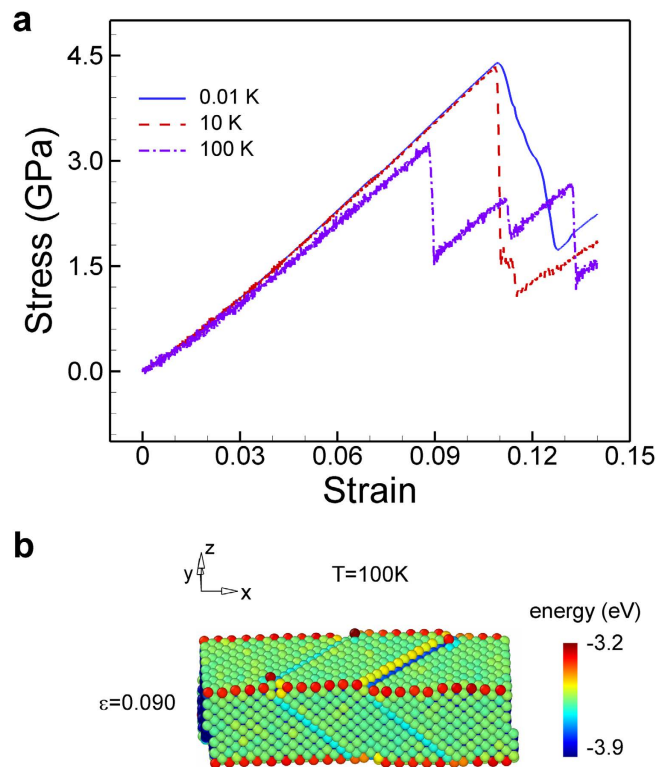 a
4.5
3.0
1.5
0.0
Stress (GPa)
0.01 K
10 K
100 K
0
0.03
0.06
0.09
0.12
0.15
Strain
b
z
y
x
T=100K
energy (eV)
-3.2
-3.9
ε=0.090